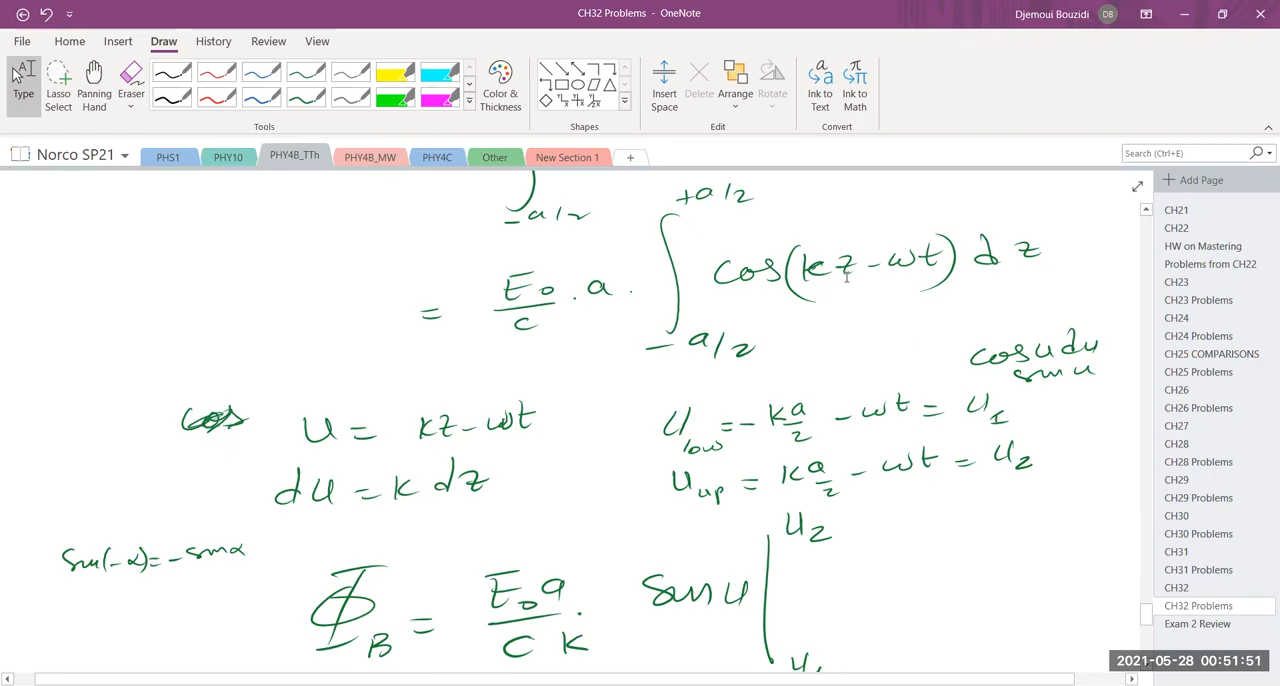 CH32 Problems - OneNote
Djemoui Bouzidi DB
File Home Insert Draw History Review View
Type Lasso Select Panning Hand Eraser Color & Thickness Insert Space Delete Arrange Rotate Ink to Text Ink to Math
Tools Shapes Edit Convert
Norco SP21 PHS1 PHY10 PHY4B_TTh PHY4B_MW PHY4C Other New Section 1 +
Search (Ctrl+E)
Add Page
CH21
CH22
HW on Mastering
Problems from CH22
CH23
CH23 Problems
CH24
CH24 Problems
CH25 COMPARISONS
CH25 Problems
CH26
CH26 Problems
CH27
CH28
CH28 Problems
CH29
CH29 Problems
CH30
CH30 Problems
CH31
CH31 Problems
CH32
CH32 Problems
Exam 2 Review
-a/2
= E₀/c . a . ∫_{-a/2}^{+a/2} cos(kz - ωt) dz
cos u du
sin u
cos
u = kz - ωt
u low = - k a/2 - ωt = u₁
du = k dz
u up = k a/2 - ωt = u₂
sin(-α) = - sin α
Φ_B = E₀ a / c k . sin u | u₂
2021-05-28 00:51:51